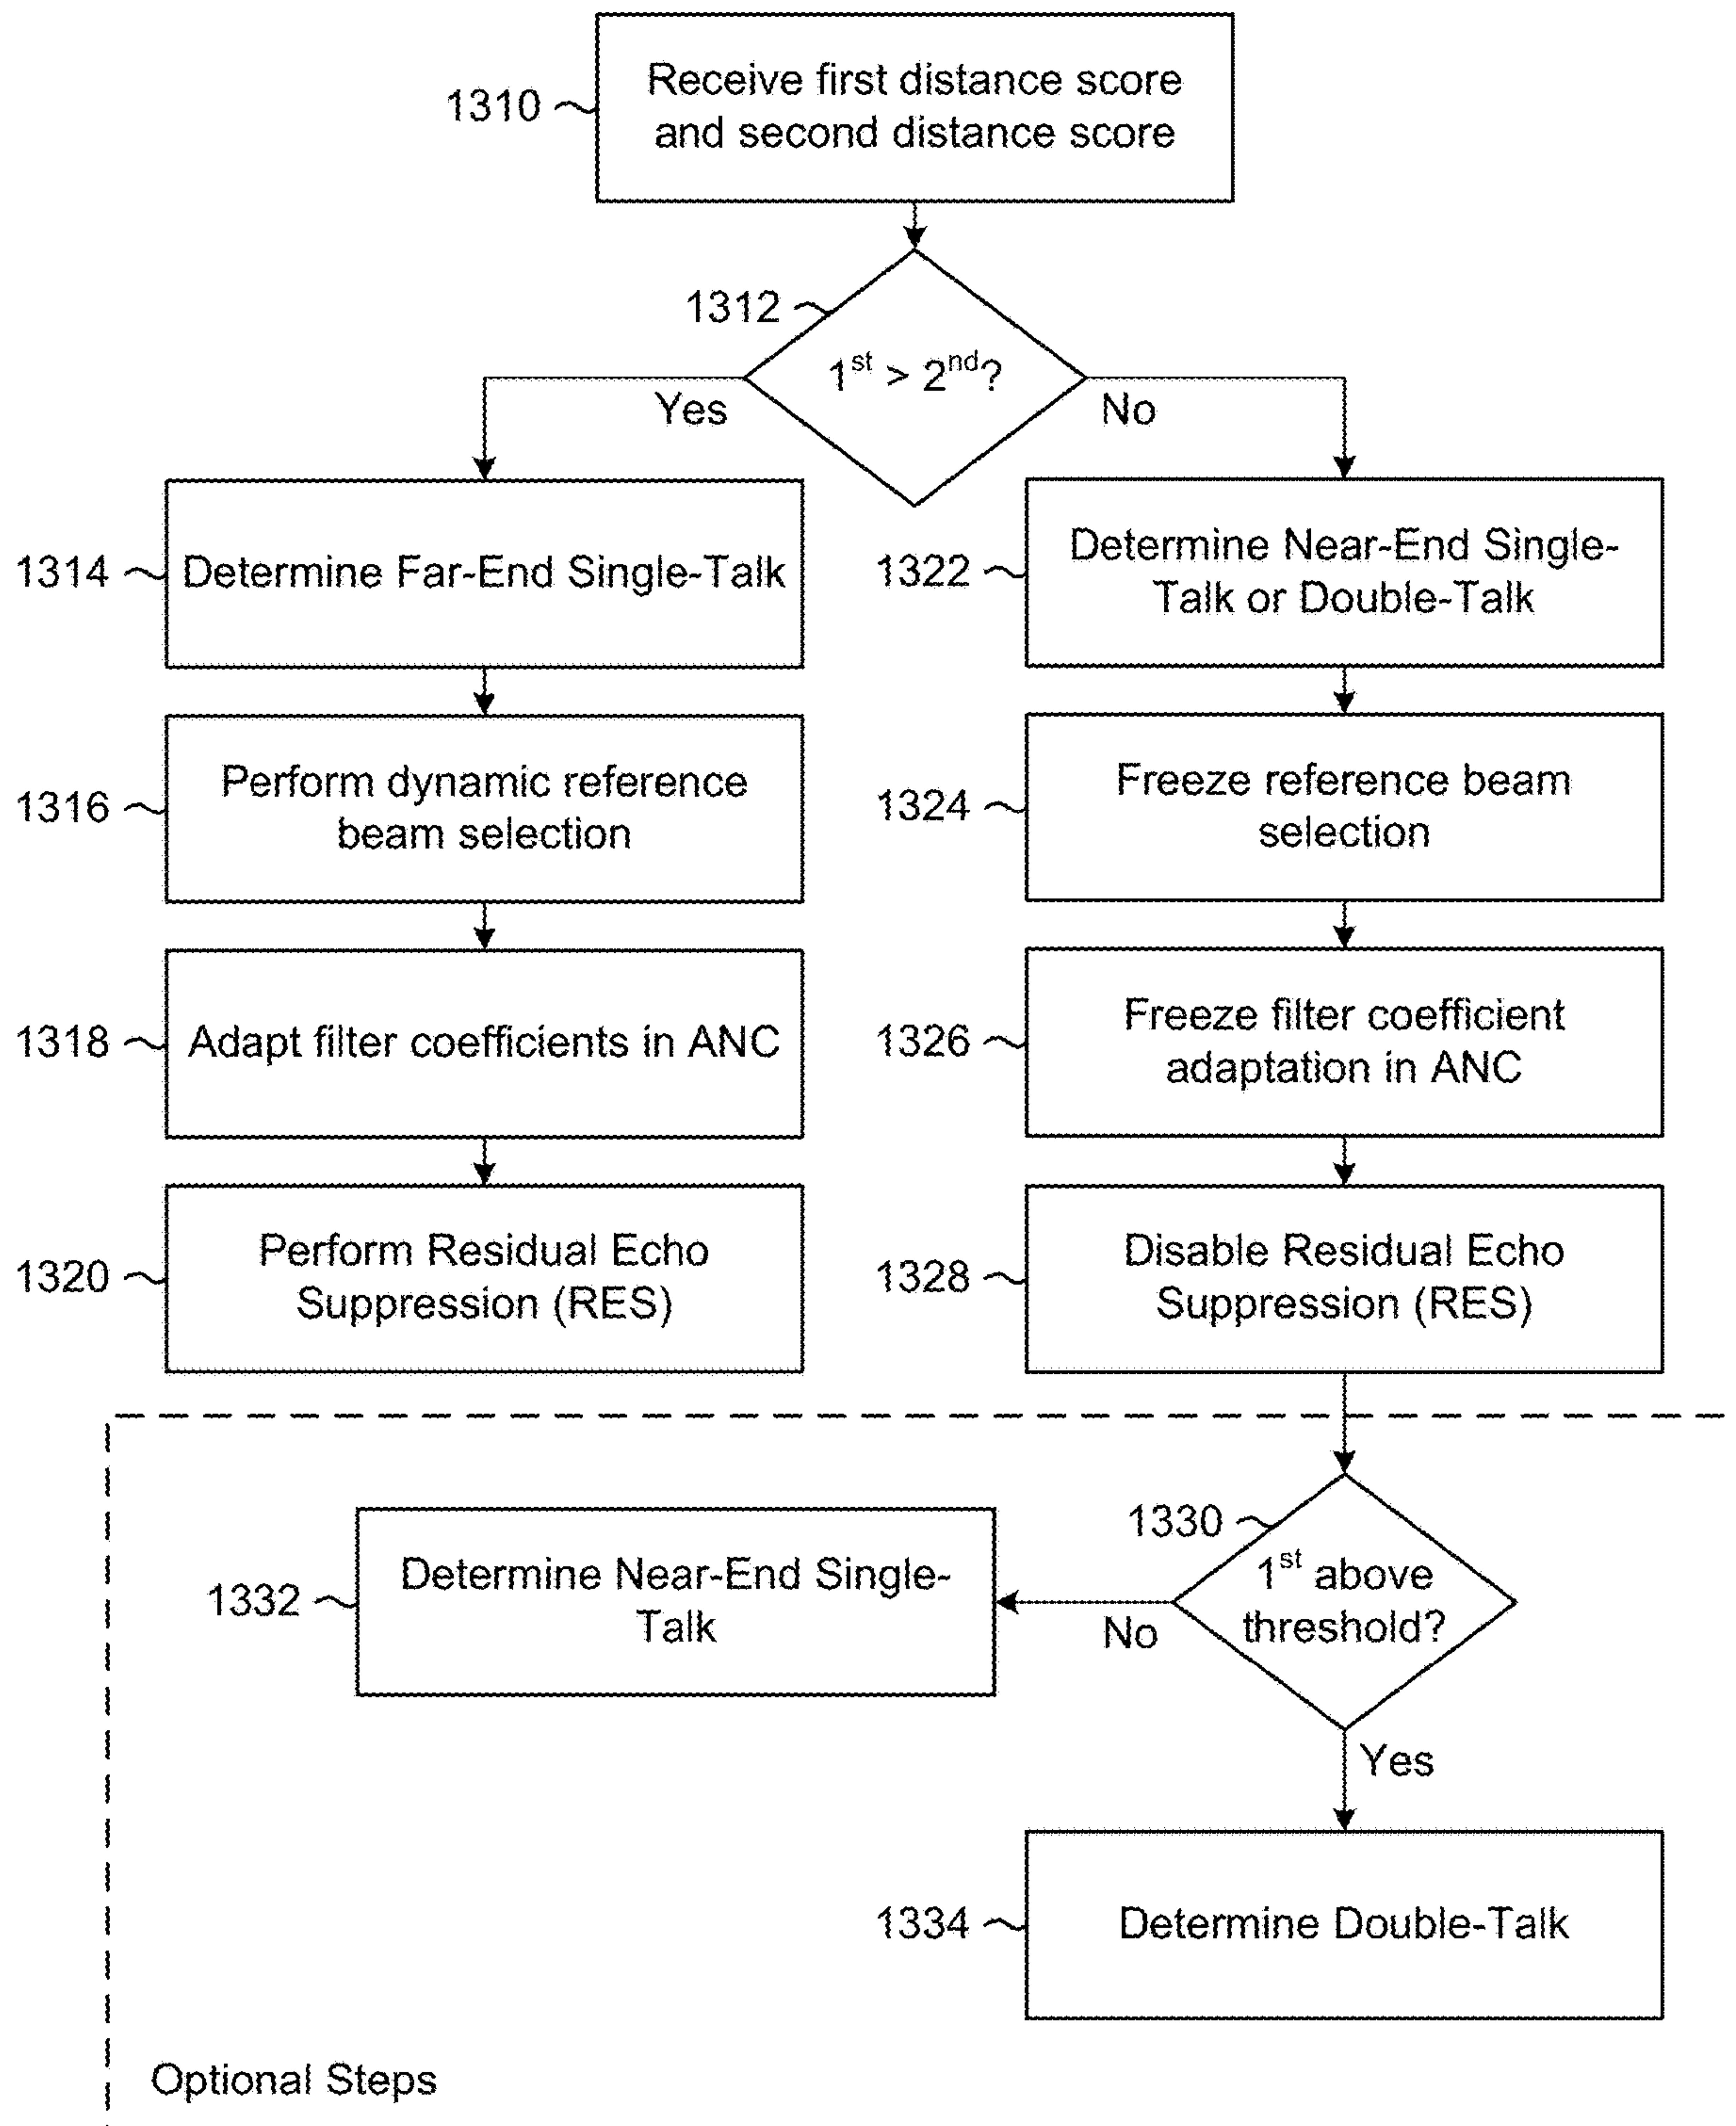 1310
Receive first distance score
and second distance score
1312
1st > 2nd?
Yes
No
1314
Determine Far-End Single-Talk
1322
Determine Near-End Single-
Talk or Double-Talk
1316
Perform dynamic reference
beam selection
1324
Freeze reference beam
selection
1318
Adapt filter coefficients in ANC
1326
Freeze filter coefficient
adaptation in ANC
1320
Perform Residual Echo
Suppression (RES)
1328
Disable Residual Echo
Suppression (RES)
1330
1st above
threshold?
No
Yes
1332
Determine Near-End Single-
Talk
1334
Determine Double-Talk
Optional Steps